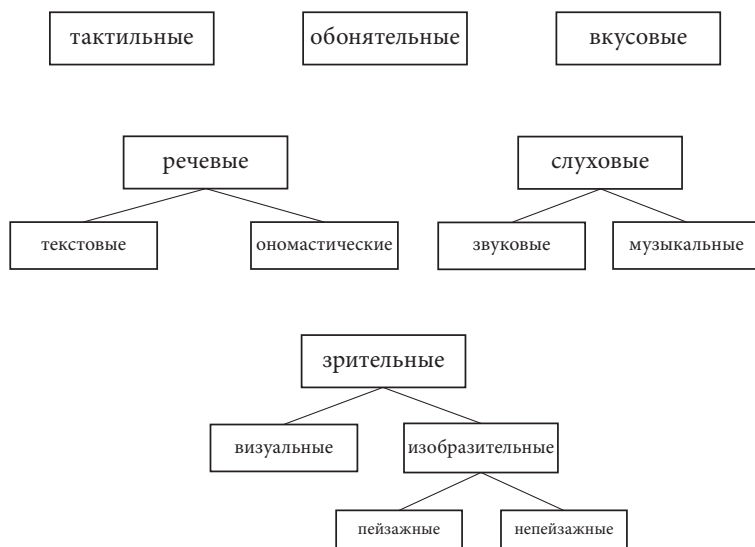 тактильные
обонятельные
вкусовые
речевые
слуховые
текстовые
ономастические
звуковые
музыкальные
зрительные
визуальные
изобразительные
пейзажные
непейзажные